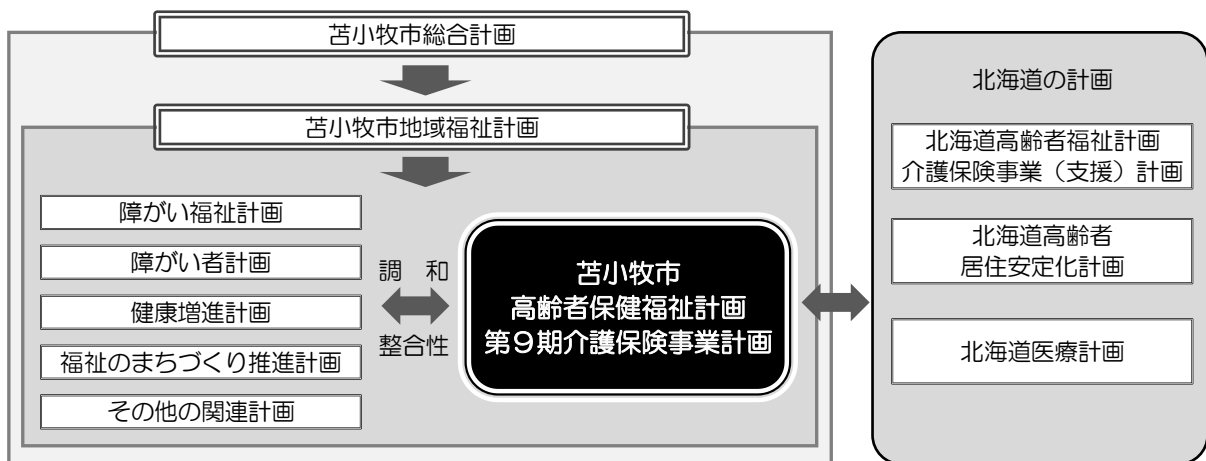 苫小牧市総合計画
苫小牧市地域福祉計画
障がい福祉計画
障がい者計画
健康増進計画
福祉のまちづくり推進計画
その他の関連計画
調 和
整合性
苫小牧市
高齢者保健福祉計画
第9期介護保険事業計画
北海道の計画
北海道高齢者福祉計画
介護保険事業（支援）計画
北海道高齢者
居住安定化計画
北海道医療計画